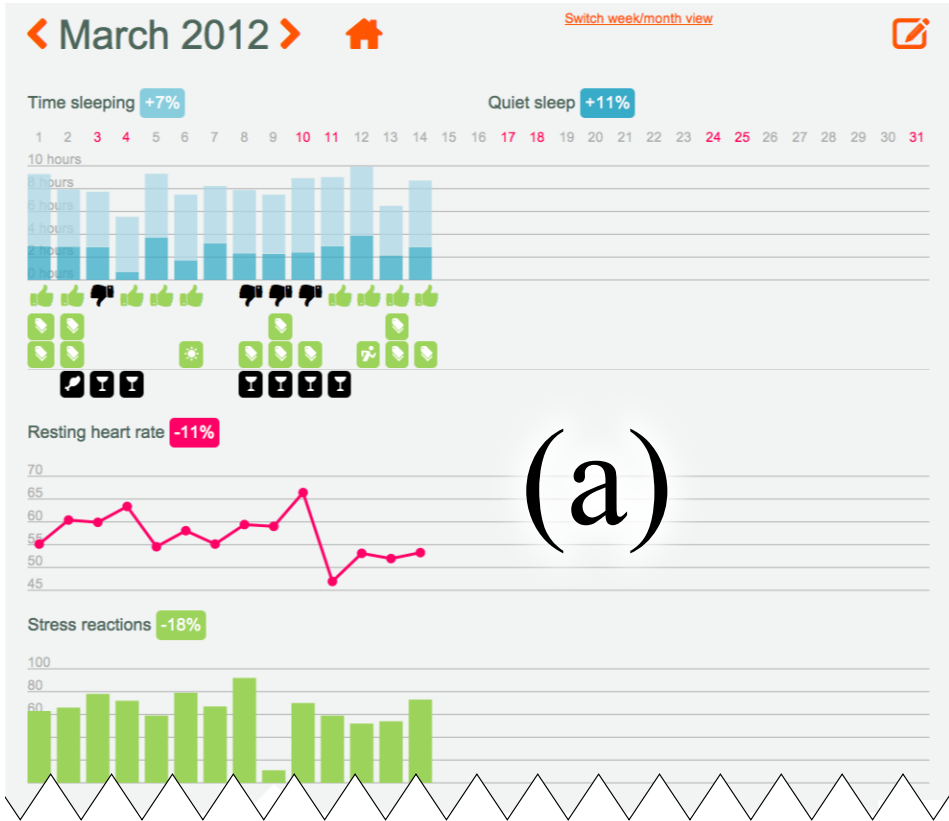 March 2012
Switch week/month view
Time sleeping +7%
Quiet sleep +11%
1 2 3 4 5 6 7 8 9 10 11 12 13 14 15 16 17 18 19 20 21 22 23 24 25 26 27 28 29 30 31
10 hours
8 hours
6 hours
4 hours
2 hours
0 hours
Resting heart rate -11%
70
65
60
55
50
45
(a)
Stress reactions -18%
100
80
60